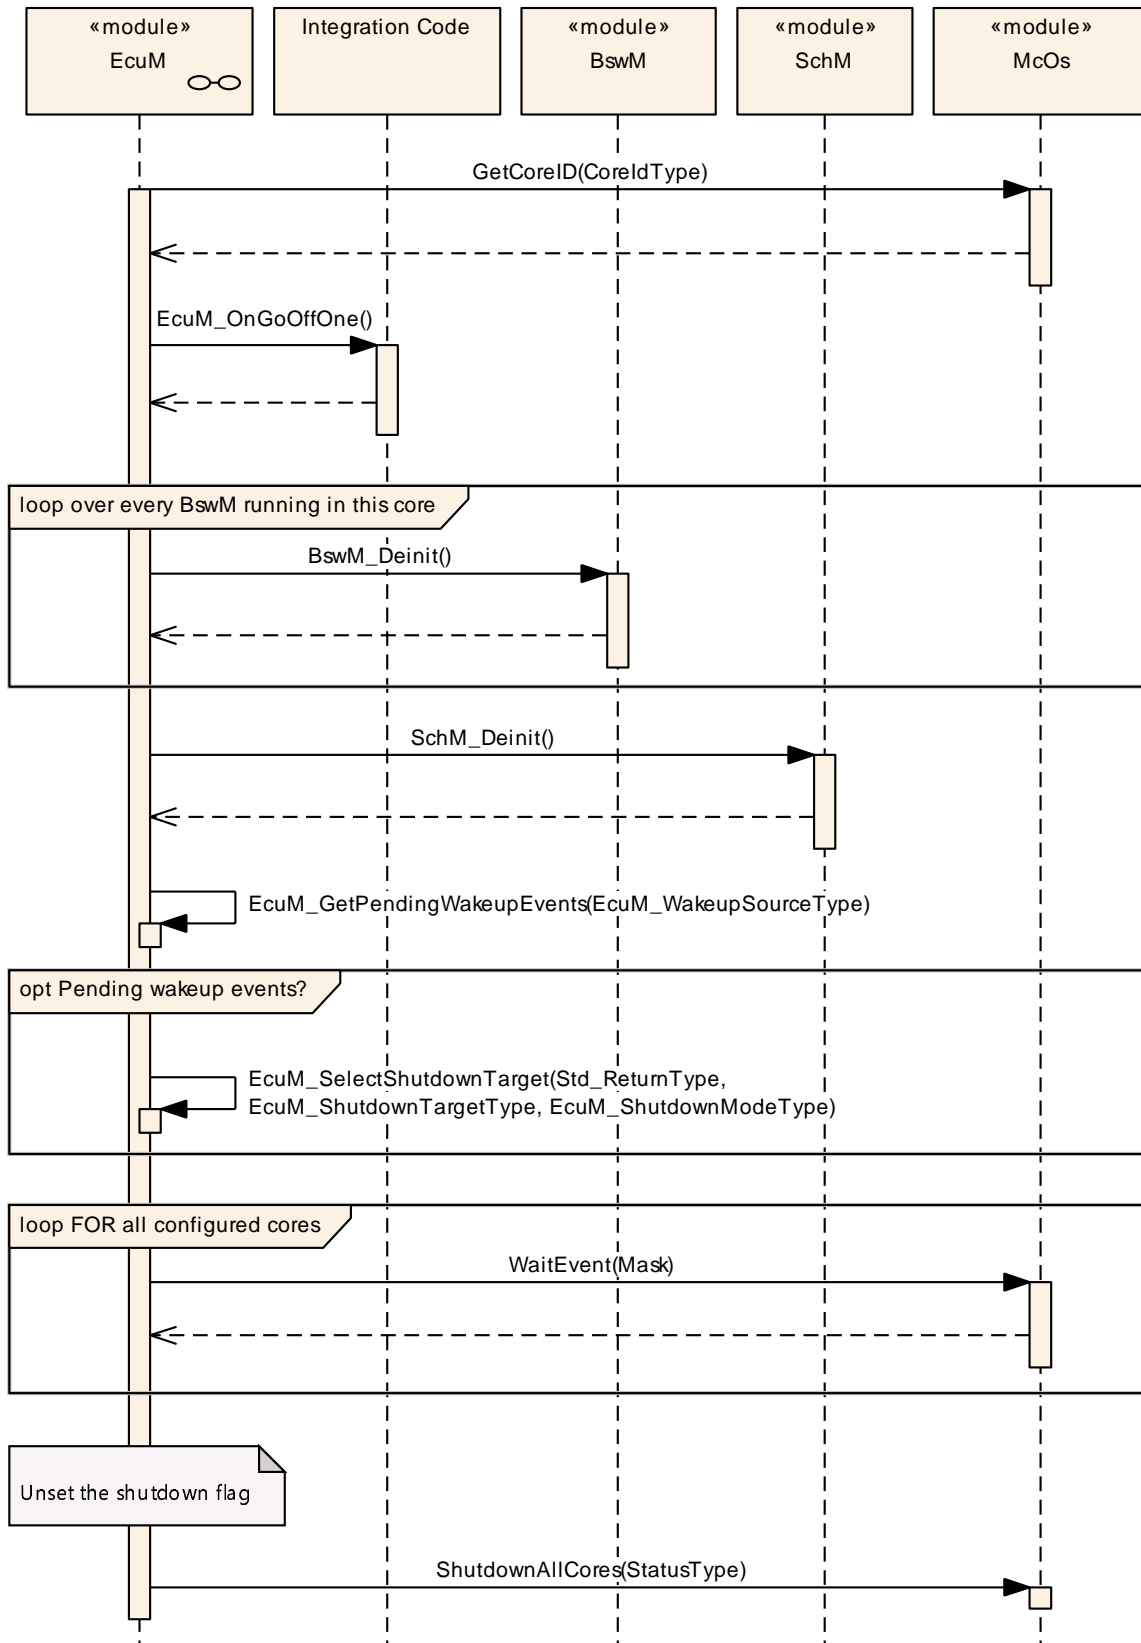 «module»
EcuM
Integration Code
«module»
BswM
«module»
SchM
«module»
McOs
GetCoreID(CoreIdType)
EcuM_OnGoOffOne()
loop over every BswM running in this core
BswM_Deinit()
SchM_Deinit()
EcuM_GetPendingWakeupEvents(EcuM_WakeupSourceType)
opt Pending wakeup events?
EcuM_SelectShutdownTarget(Std_ReturnType,
EcuM_ShutdownTargetType, EcuM_ShutdownModeType)
loop FOR all configured cores
WaitEvent(Mask)
Unset the shutdown flag
ShutdownAllCores(StatusType)